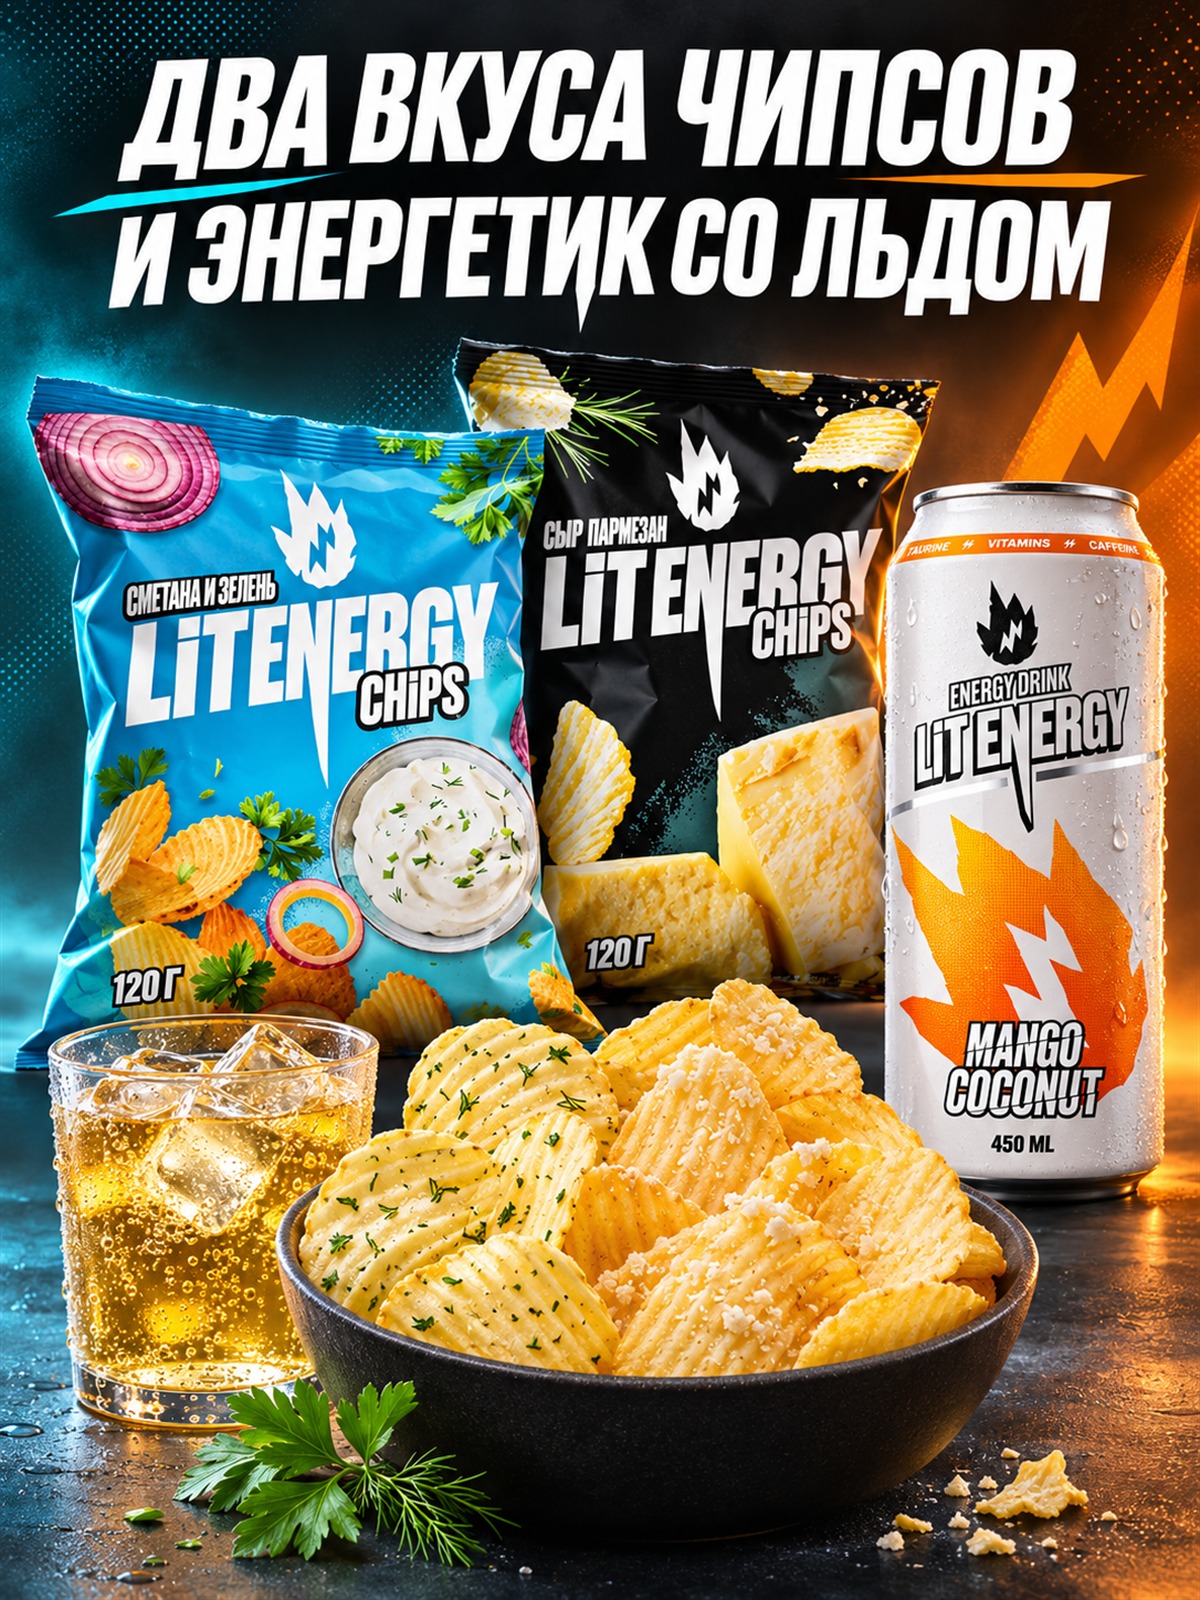 ДВА ВКУСА ЧИПСОВ
И ЭНЕРГЕТИК СО ЛЬДОМ
СМЕТАНА И ЗЕЛЕНЬ
LiTENERGY
CHiPS
120 Г
СЫР ПАРМЕЗАН
LiTENERGY
CHiPS
120 Г
TAURINE VITAMINS CAFFEINE
ENERGY DRINK
LiT ENERGY
MANGO
COCONUT
450 ML